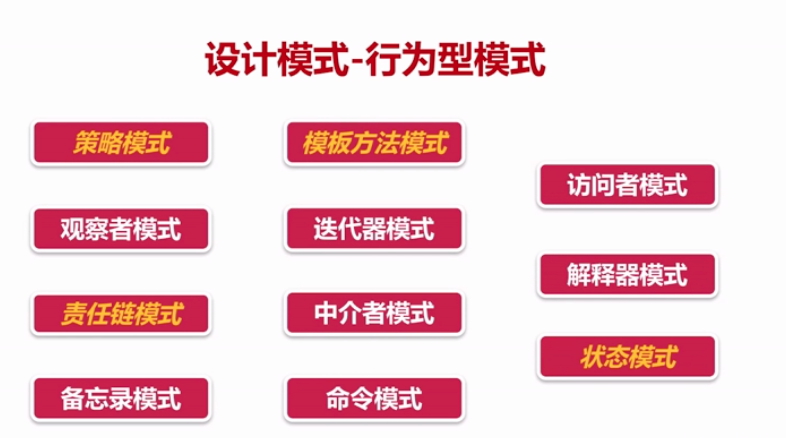 设计模式-行为型模式
策略模式
模板方法模式
访问者模式
观察者模式
迭代器模式
解释器模式
责任链模式
中介者模式
状态模式
备忘录模式
命令模式